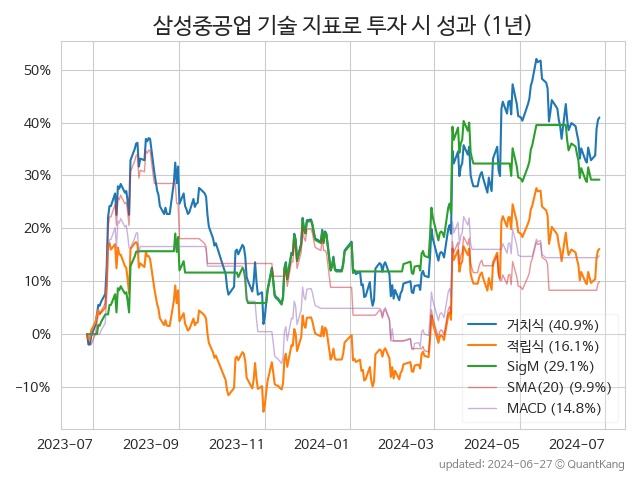 삼성중공업 기술 지표로 투자 시 성과 (1년)
50%
40%
30%
20%
10%
0%
−10%
거치식 (40.9%)
적립식 (16.1%)
SigM (29.1%)
SMA(20) (9.9%)
MACD (14.8%)
2023-07 2023-09 2023-11 2024-01 2024-03 2024-05 2024-07
updated: 2024-06-27 ⓒ QuantKang